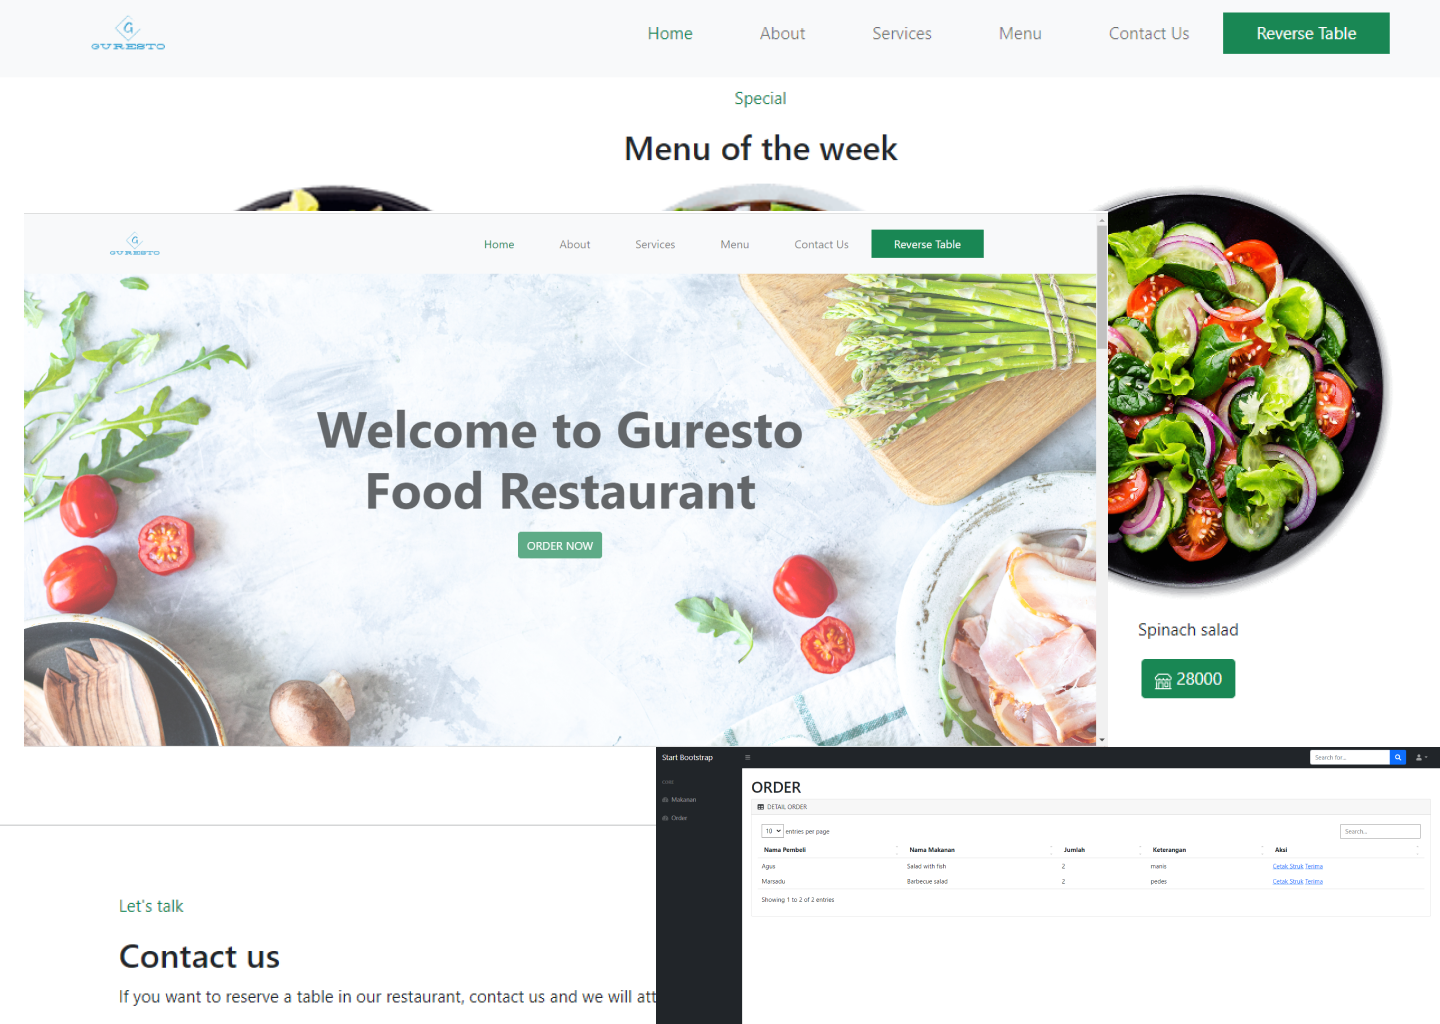 G
GURESTO
Home About Services Menu Contact Us Reverse Table
Special
Menu of the week
G
GURESTO
Home About Services Menu Contact Us Reverse Table
Welcome to Guresto
Food Restaurant
ORDER NOW
Spinach salad
28000
Let's talk
Contact us
If you want to reserve a table in our restaurant, contact us and we will att
Start Bootstrap Search for...
CORE
Makanan
Order
ORDER
DETAIL ORDER
10 entries per page Search...
Nama Pembeli Nama Makanan Jumlah Keterangan Aksi
Agus Salad with fish 2 manis Cetak Struk Terima
Marsadu Barbecue salad 2 pedes Cetak Struk Terima
Showing 1 to 2 of 2 entries